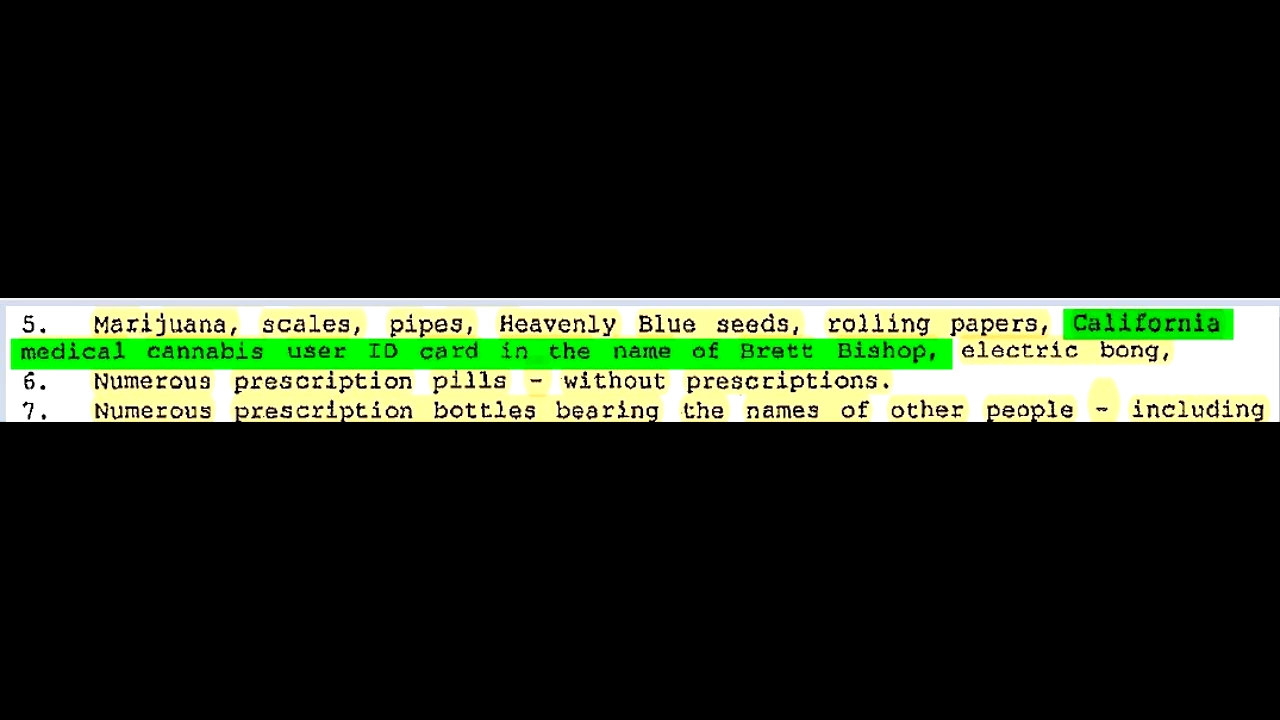 5. Marijuana, scales, pipes, Heavenly Blue seeds, rolling papers, California
medical cannabis user ID card in the name of Brett Bishop, electric bong,
6. Numerous prescription pills - without prescriptions.
7. Numerous prescription bottles bearing the names of other people - including